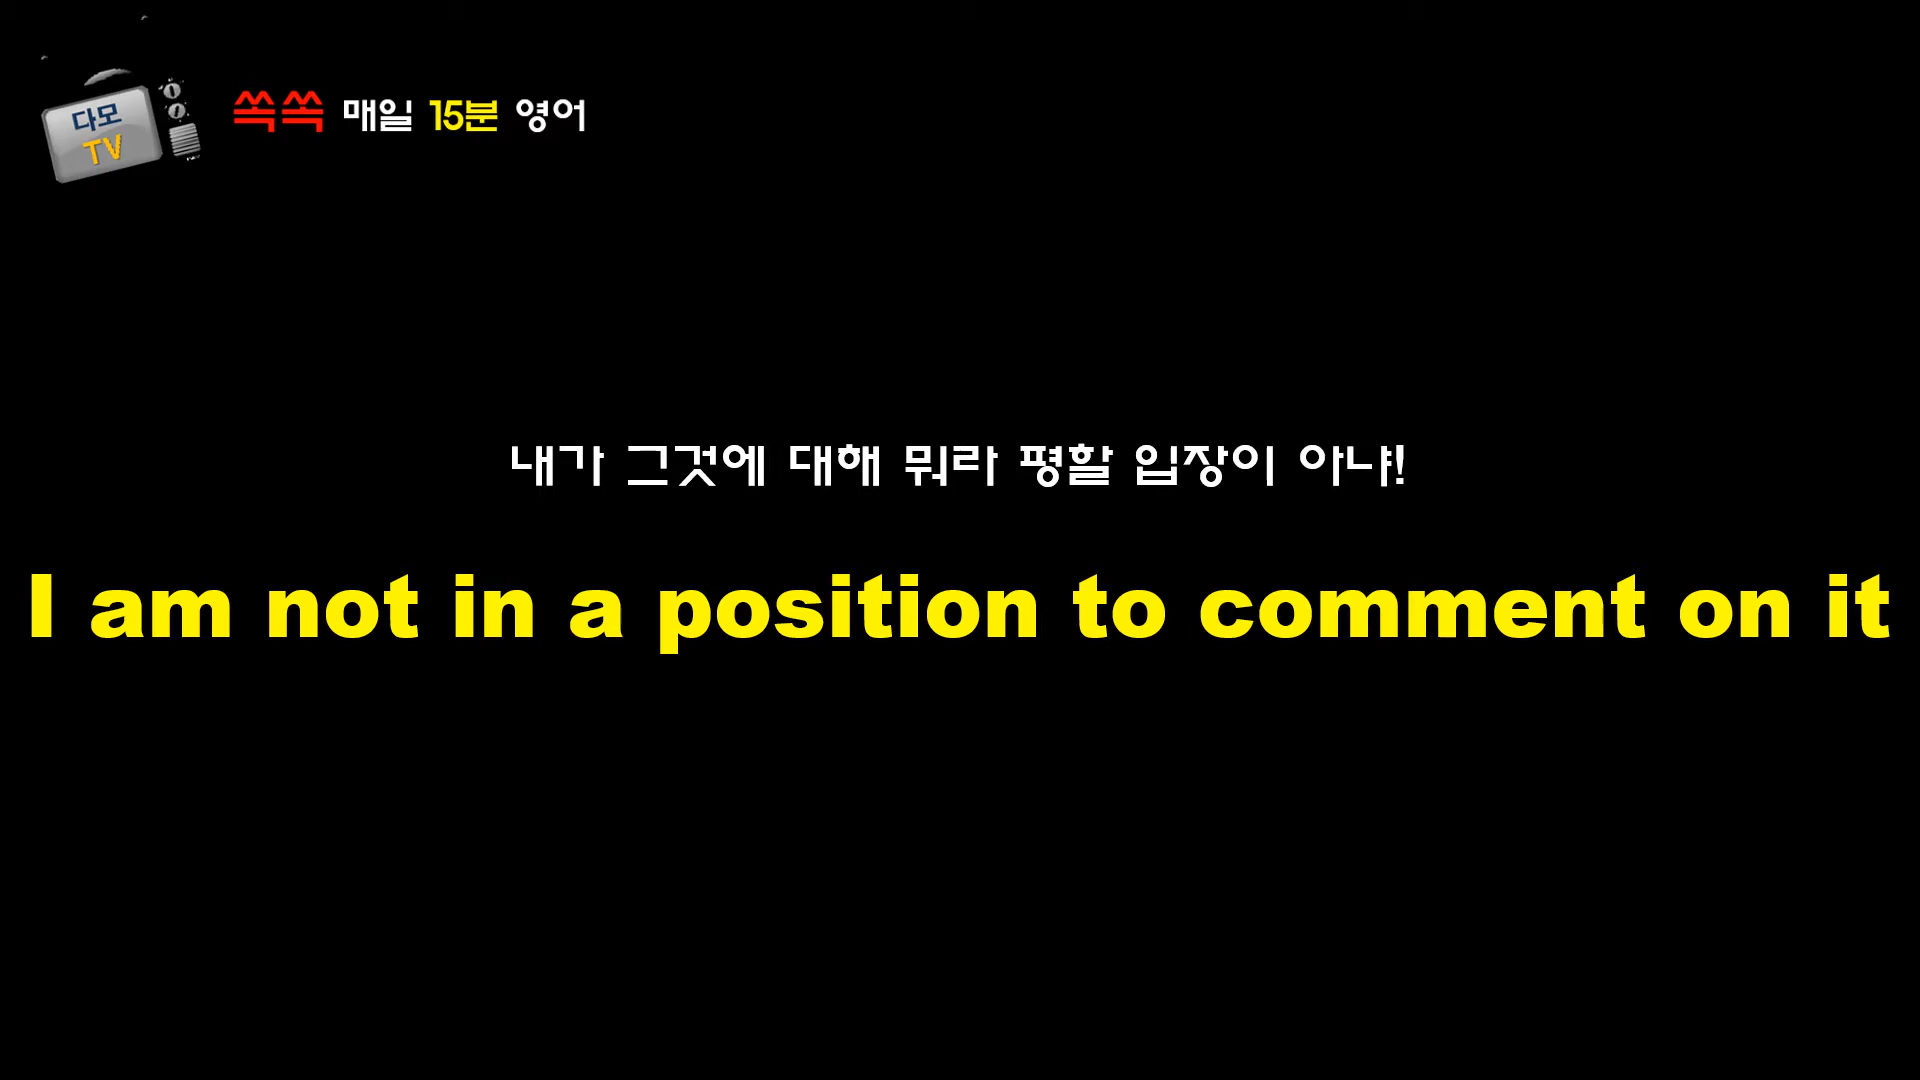 다모
TV
쏙쏙 매일 15분 영어
내가 그것에 대해 뭐라 평할 입장이 아냐!
I am not in a position to comment on it